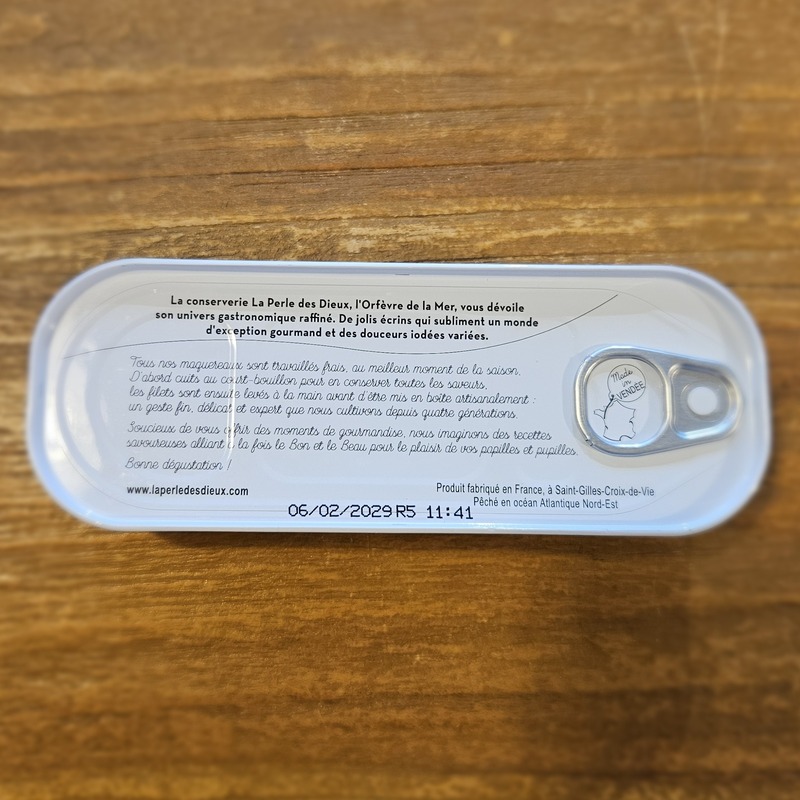 La conserverie La Perle des Dieux, l'Orfèvre de la Mer, vous dévoile
son univers gastronomique raffiné. De jolis écrins qui subliment un monde
d'exception gourmand et des douceurs iodées variées.
Tous nos maquereaux sont travaillés frais, au meilleur moment de la saison.
D'abord cuits au court-bouillon pour en conserver toutes les saveurs,
les filets sont ensuite levés à la main avant d'être mis en boîte artisanalement :
un geste fin, délicat et expert que nous cultivons depuis quatre générations.
Soucieux de vous offrir des moments de gourmandise, nous imaginons des recettes
savoureuses alliant à la fois le Bon et le Beau pour le plaisir de vos papilles et pupilles.
Bonne dégustation !
Made
in
VENDÉE
www.laperledesdieux.com
Produit fabriqué en France, à Saint-Gilles-Croix-de-Vie
Pêché en océan Atlantique Nord-Est
06/02/2029 R5 11:41